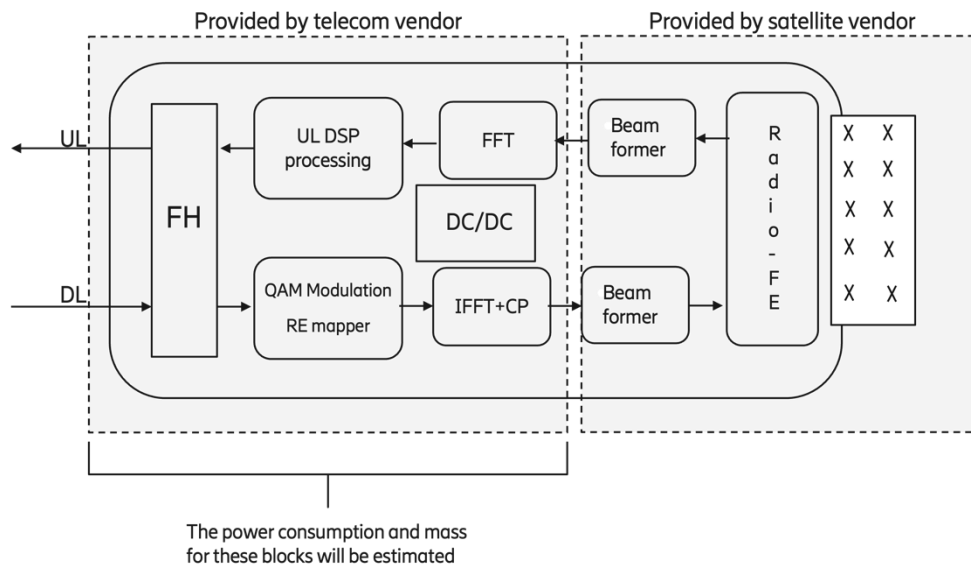 Provided by telecom vendor
Provided by satellite vendor
UL
FH
UL DSP
processing
FFT
Beam
former
R
a
d
i
o
-
F
E
X X
X X
X X
X X
X X
DC/DC
DL
QAM Modulation
RE mapper
IFFT+CP
Beam
former
The power consumption and mass
for these blocks will be estimated